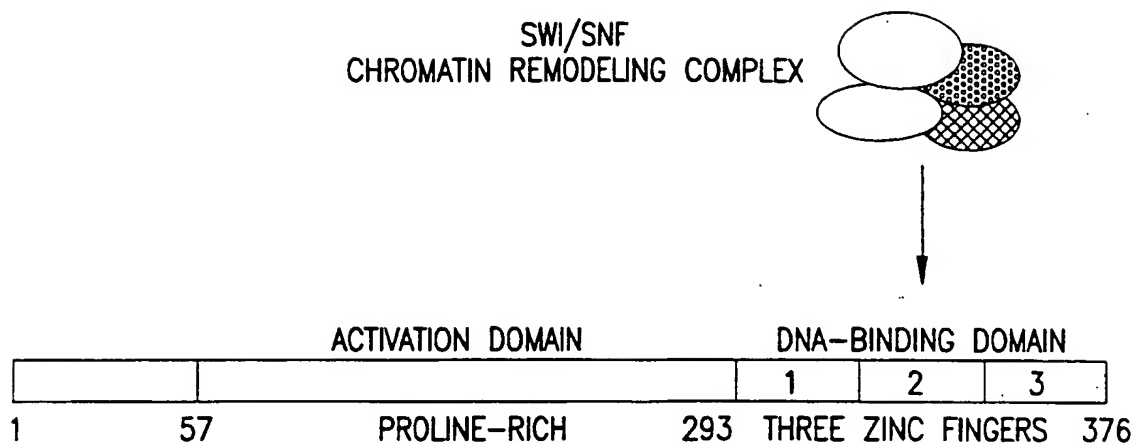 SWI/SNF
CHROMATIN REMODELING COMPLEX
ACTIVATION DOMAIN DNA-BINDING DOMAIN
1 2 3
1 57 PROLINE-RICH 293 THREE ZINC FINGERS 376